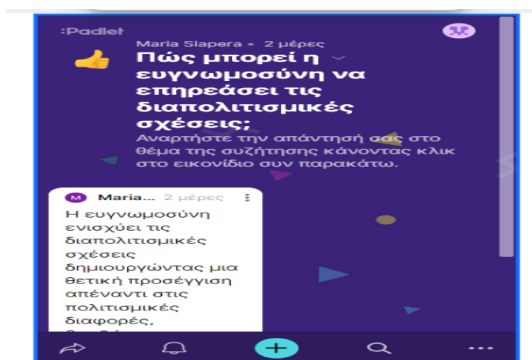 :Padlet
Maria Siapera • 2 μέρες
Πώς μπορεί η
ευγνωμοσύνη να
επηρεάσει τις
διαπολιτισμικές
σχέσεις;
Αναρτήστε την απάντησή σας στο
θέμα της συζήτησης κάνοντας κλικ
στο εικονίδιο συν παρακάτω.
M Maria... 2 μέρες
Η ευγνωμοσύνη
ενισχύει τις
διαπολιτισμικές
σχέσεις
δημιουργώντας μια
θετική προσέγγιση
απέναντι στις
πολιτισμικές
διαφορές,